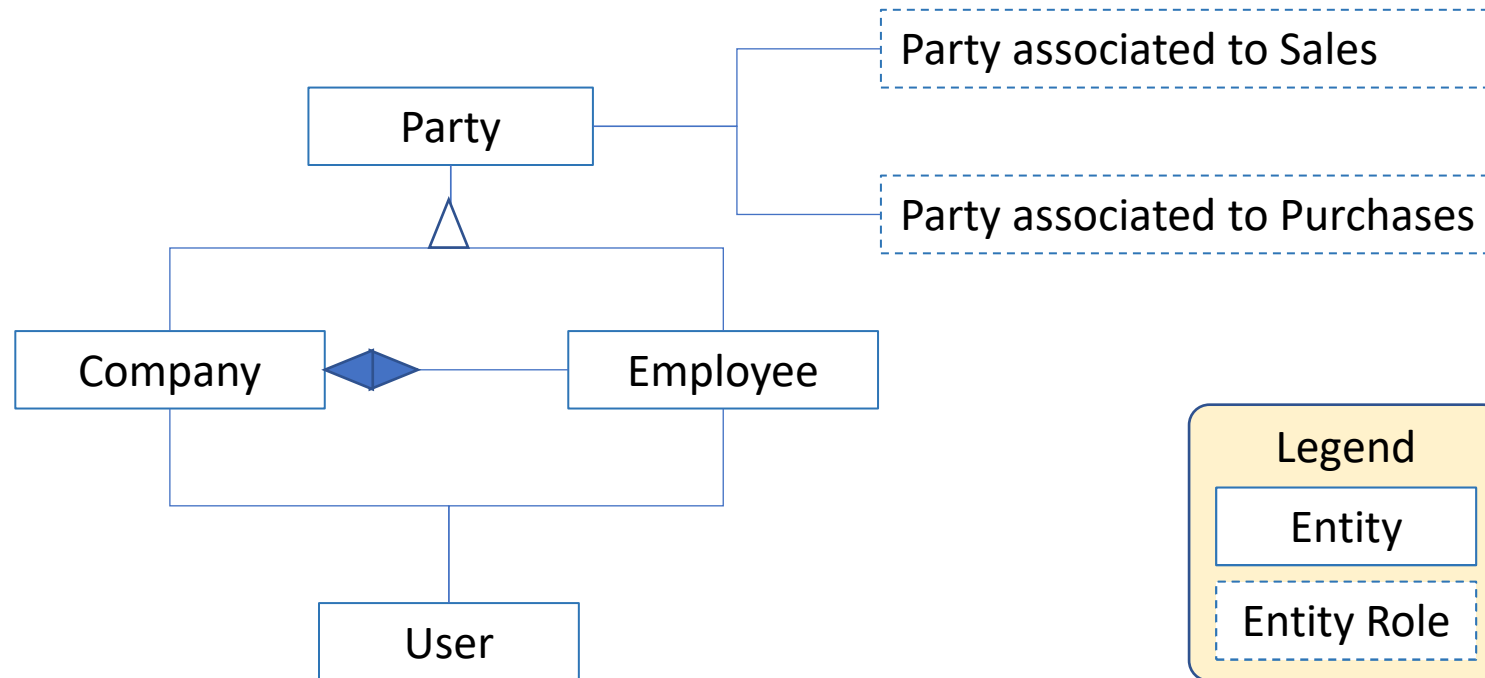 Party associated to Sales
Party
Party associated to Purchases
Company
Employee
Legend
Entity
Entity Role
User